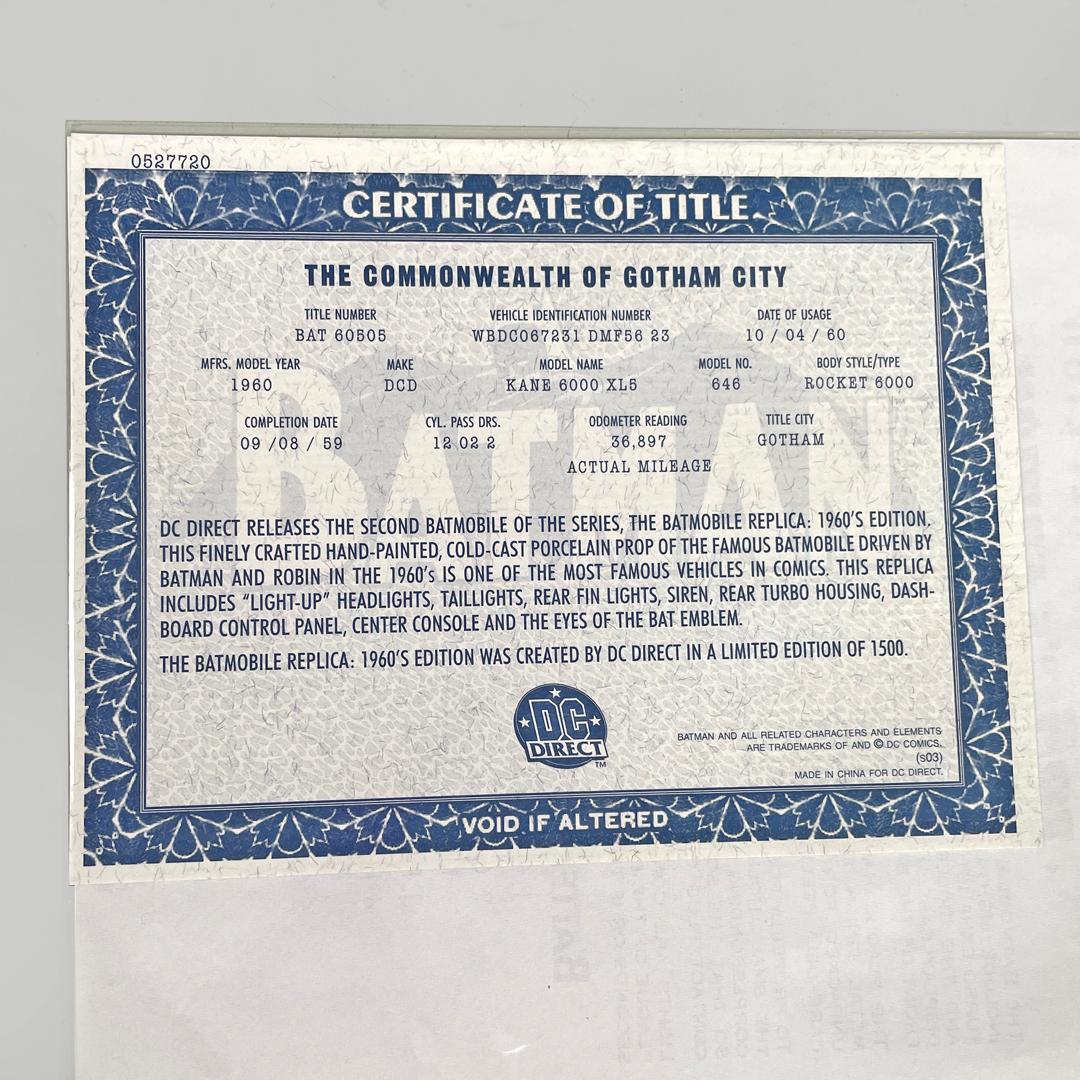 0527720
CERTIFICATE OF TITLE
THE COMMONWEALTH OF GOTHAM CITY
TITLE NUMBER VEHICLE IDENTIFICATION NUMBER DATE OF USAGE
BAT 60505 WBDC067231 DMF56 23 10 / 04 / 60
MFRS. MODEL YEAR MAKE MODEL NAME MODEL NO. BODY STYLE/TYPE
1960 DCD KANE 6000 XL5 646 ROCKET 6000
COMPLETION DATE CYL. PASS DRS. ODOMETER READING TITLE CITY
09 /08 / 59 12 02 2 36,897 GOTHAM
ACTUAL MILEAGE
BATMAN
DC DIRECT RELEASES THE SECOND BATMOBILE OF THE SERIES, THE BATMOBILE REPLICA: 1960'S EDITION.
THIS FINELY CRAFTED HAND-PAINTED, COLD-CAST PORCELAIN PROP OF THE FAMOUS BATMOBILE DRIVEN BY
BATMAN AND ROBIN IN THE 1960's IS ONE OF THE MOST FAMOUS VEHICLES IN COMICS. THIS REPLICA
INCLUDES "LIGHT-UP" HEADLIGHTS, TAILLIGHTS, REAR FIN LIGHTS, SIREN, REAR TURBO HOUSING, DASH-
BOARD CONTROL PANEL, CENTER CONSOLE AND THE EYES OF THE BAT EMBLEM.
THE BATMOBILE REPLICA: 1960'S EDITION WAS CREATED BY DC DIRECT IN A LIMITED EDITION OF 1500.
DC
DIRECT
TM
BATMAN AND ALL RELATED CHARACTERS AND ELEMENTS
ARE TRADEMARKS OF AND © DC COMICS.
(s03)
MADE IN CHINA FOR DC DIRECT.
VOID IF ALTERED